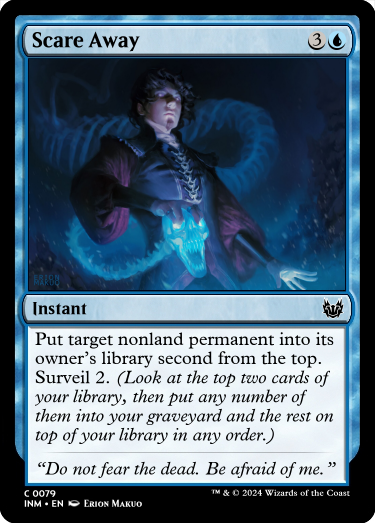 Scare Away 3
Instant
Put target nonland permanent into its
owner's library second from the top.
Surveil 2. (Look at the top two cards of
your library, then put any number of
them into your graveyard and the rest on
top of your library in any order.)
"Do not fear the dead. Be afraid of me."
C 0079
INM • EN Erion Makuo
™ & © 2024 Wizards of the Coast